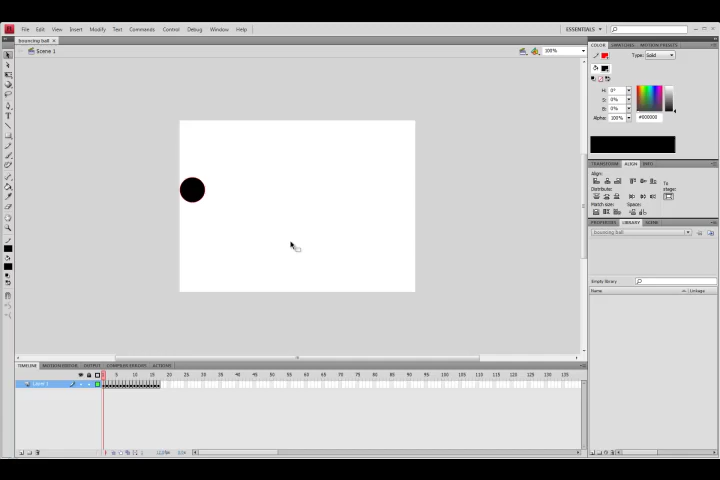 FL File Edit View Insert Modify Text Commands Control Debug Window Help ESSENTIALS
bouncing ball ×
Scene 1 100%
COLOR SWATCHES MOTION PRESETS
Type: Solid
H: 0°
S: 0%
B: 0%
Alpha: 100% #000000
TRANSFORM ALIGN INFO
Align:
Distribute:
To stage:
Match size: Space:
PROPERTIES LIBRARY SCENE
bouncing ball
Empty library
Name Linkage
TIMELINE MOTION EDITOR OUTPUT COMPILER ERRORS ACTIONS
5 10 15 20 25 30 35 40 45 50 55 60 65 70 75 80 85 90 95 100 105 110 115 120 125 130 135
Layer 1